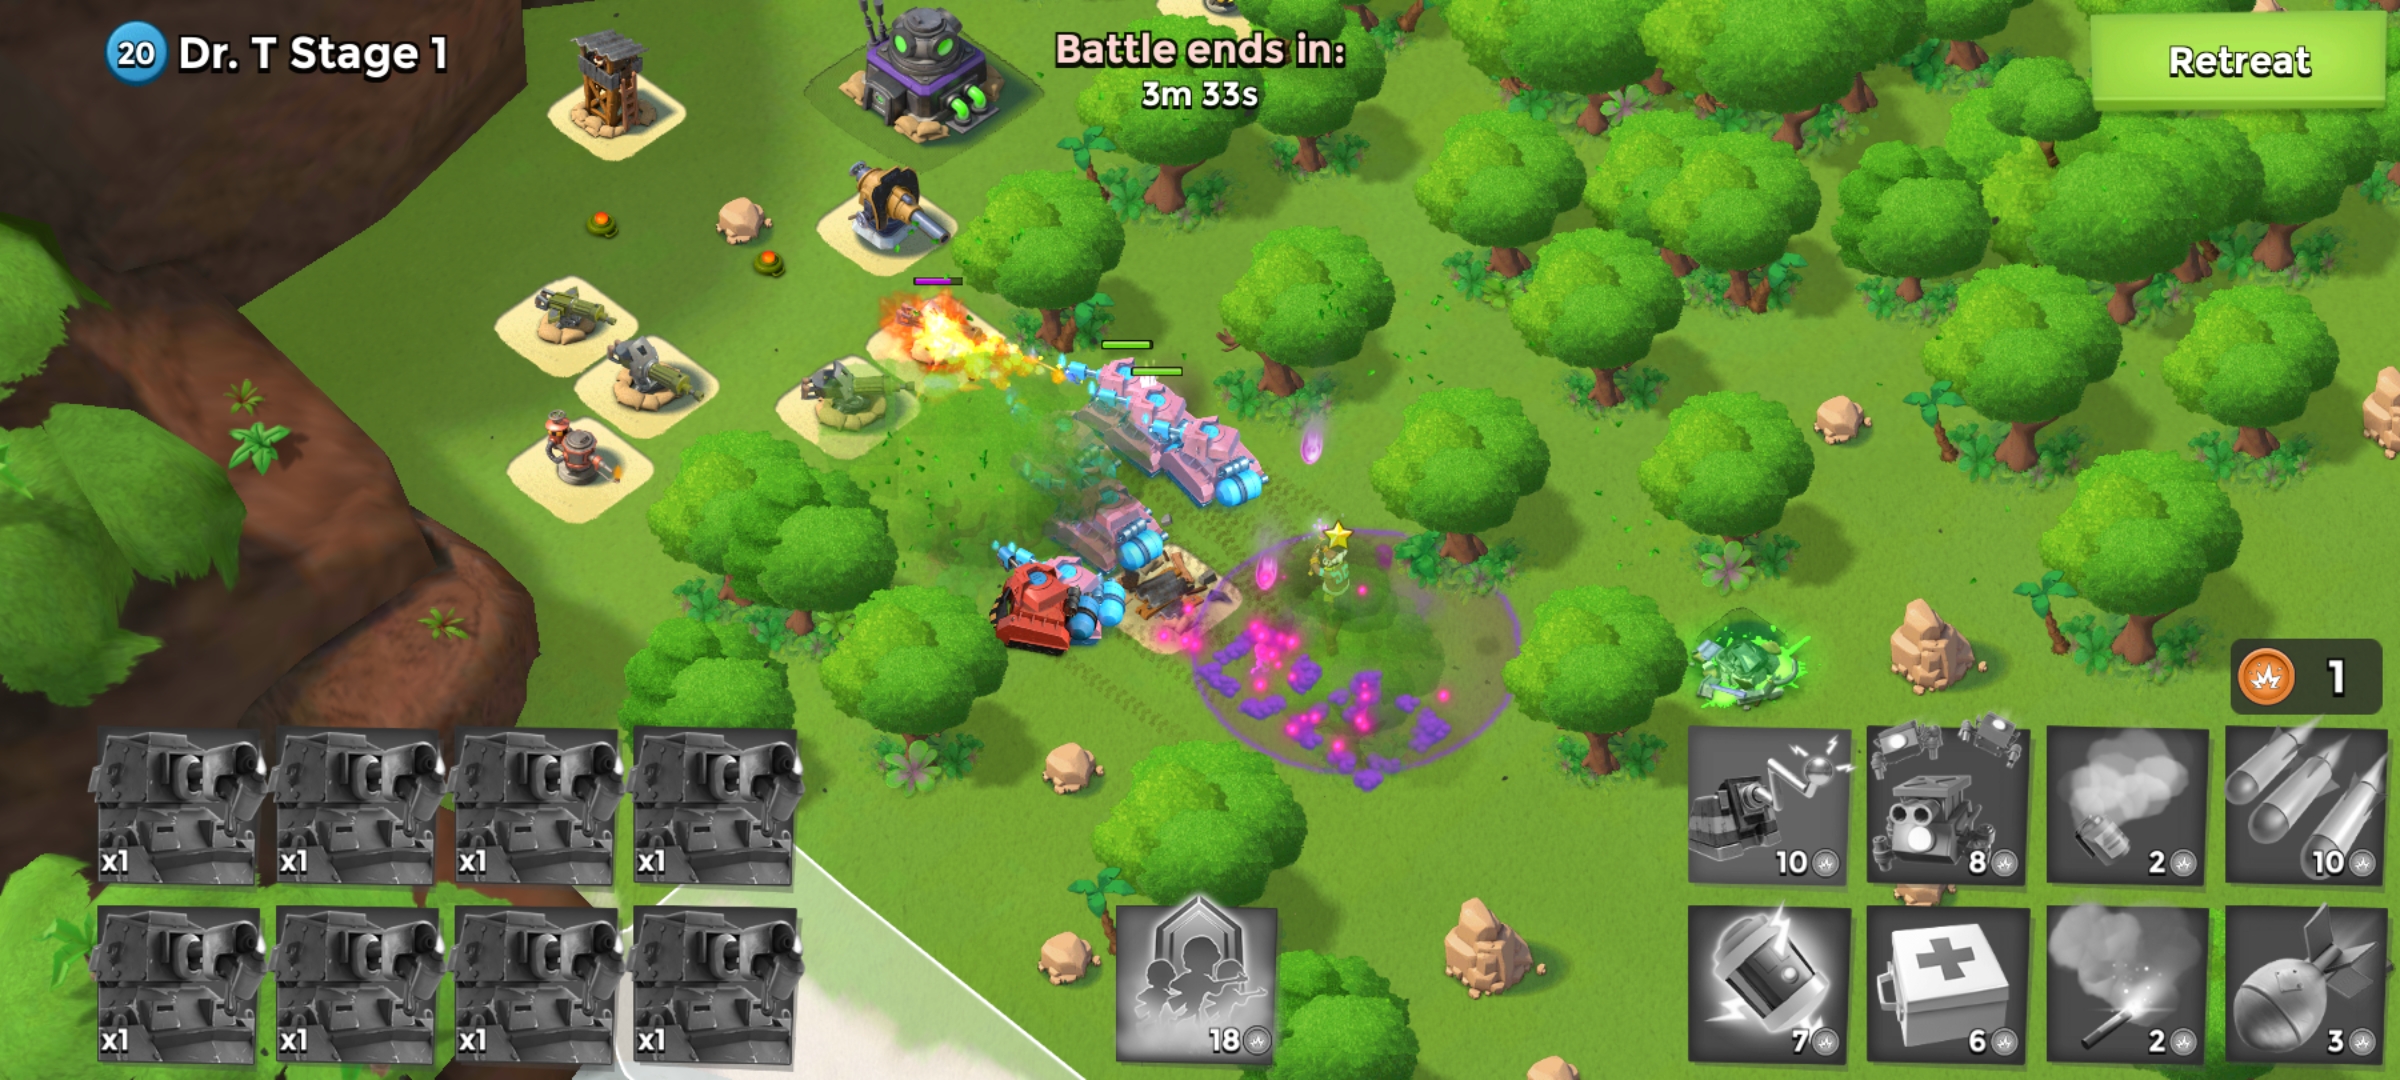 20 Dr. T Stage 1
Battle ends in:
3m 33s
Retreat
1
x1 x1 x1 x1
10 8 2 10
x1 x1 x1 x1
18
7 6 2 3